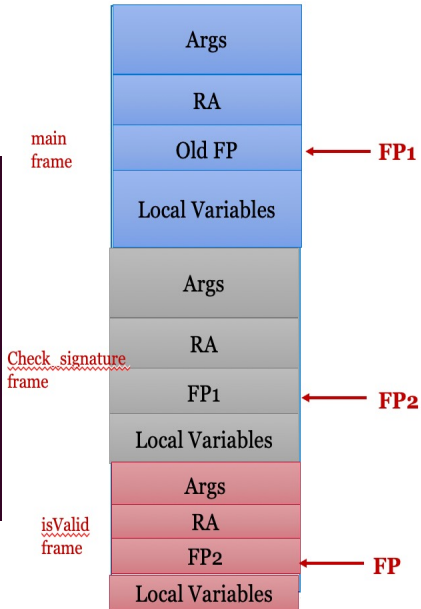 Args
RA
main
frame
Old FP
FP1
Local Variables
Args
RA
Check_signature
frame
FP1
FP2
Local Variables
Args
isValid
frame
RA
FP2
FP
Local Variables